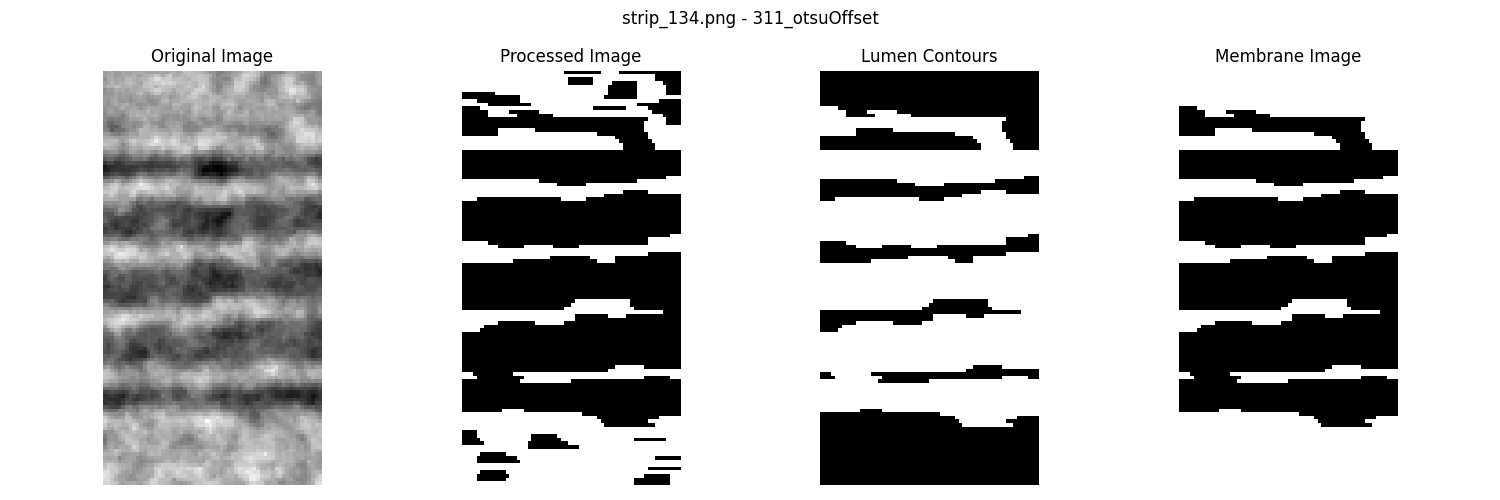 strip_134.png - 311_otsuOffset
Original Image
Processed Image
Lumen Contours
Membrane Image